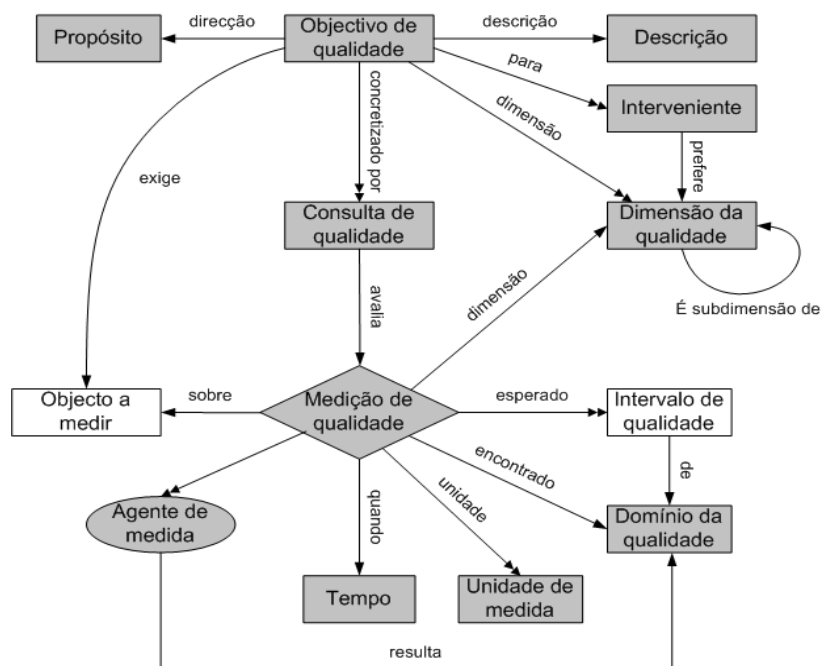 Propósito
direcção
Objectivo de
qualidade
descrição
Descrição
para
Interveniente
dimensão
concretizado por
prefere
exige
Consulta de
qualidade
Dimensão da
qualidade
avalia
dimensão
É subdimensão de
Objecto a
medir
sobre
Medição de
qualidade
esperado
Intervalo de
qualidade
encontrado
de
unidade
quando
Agente de
medida
Domínio da
qualidade
Tempo
Unidade de
medida
resulta